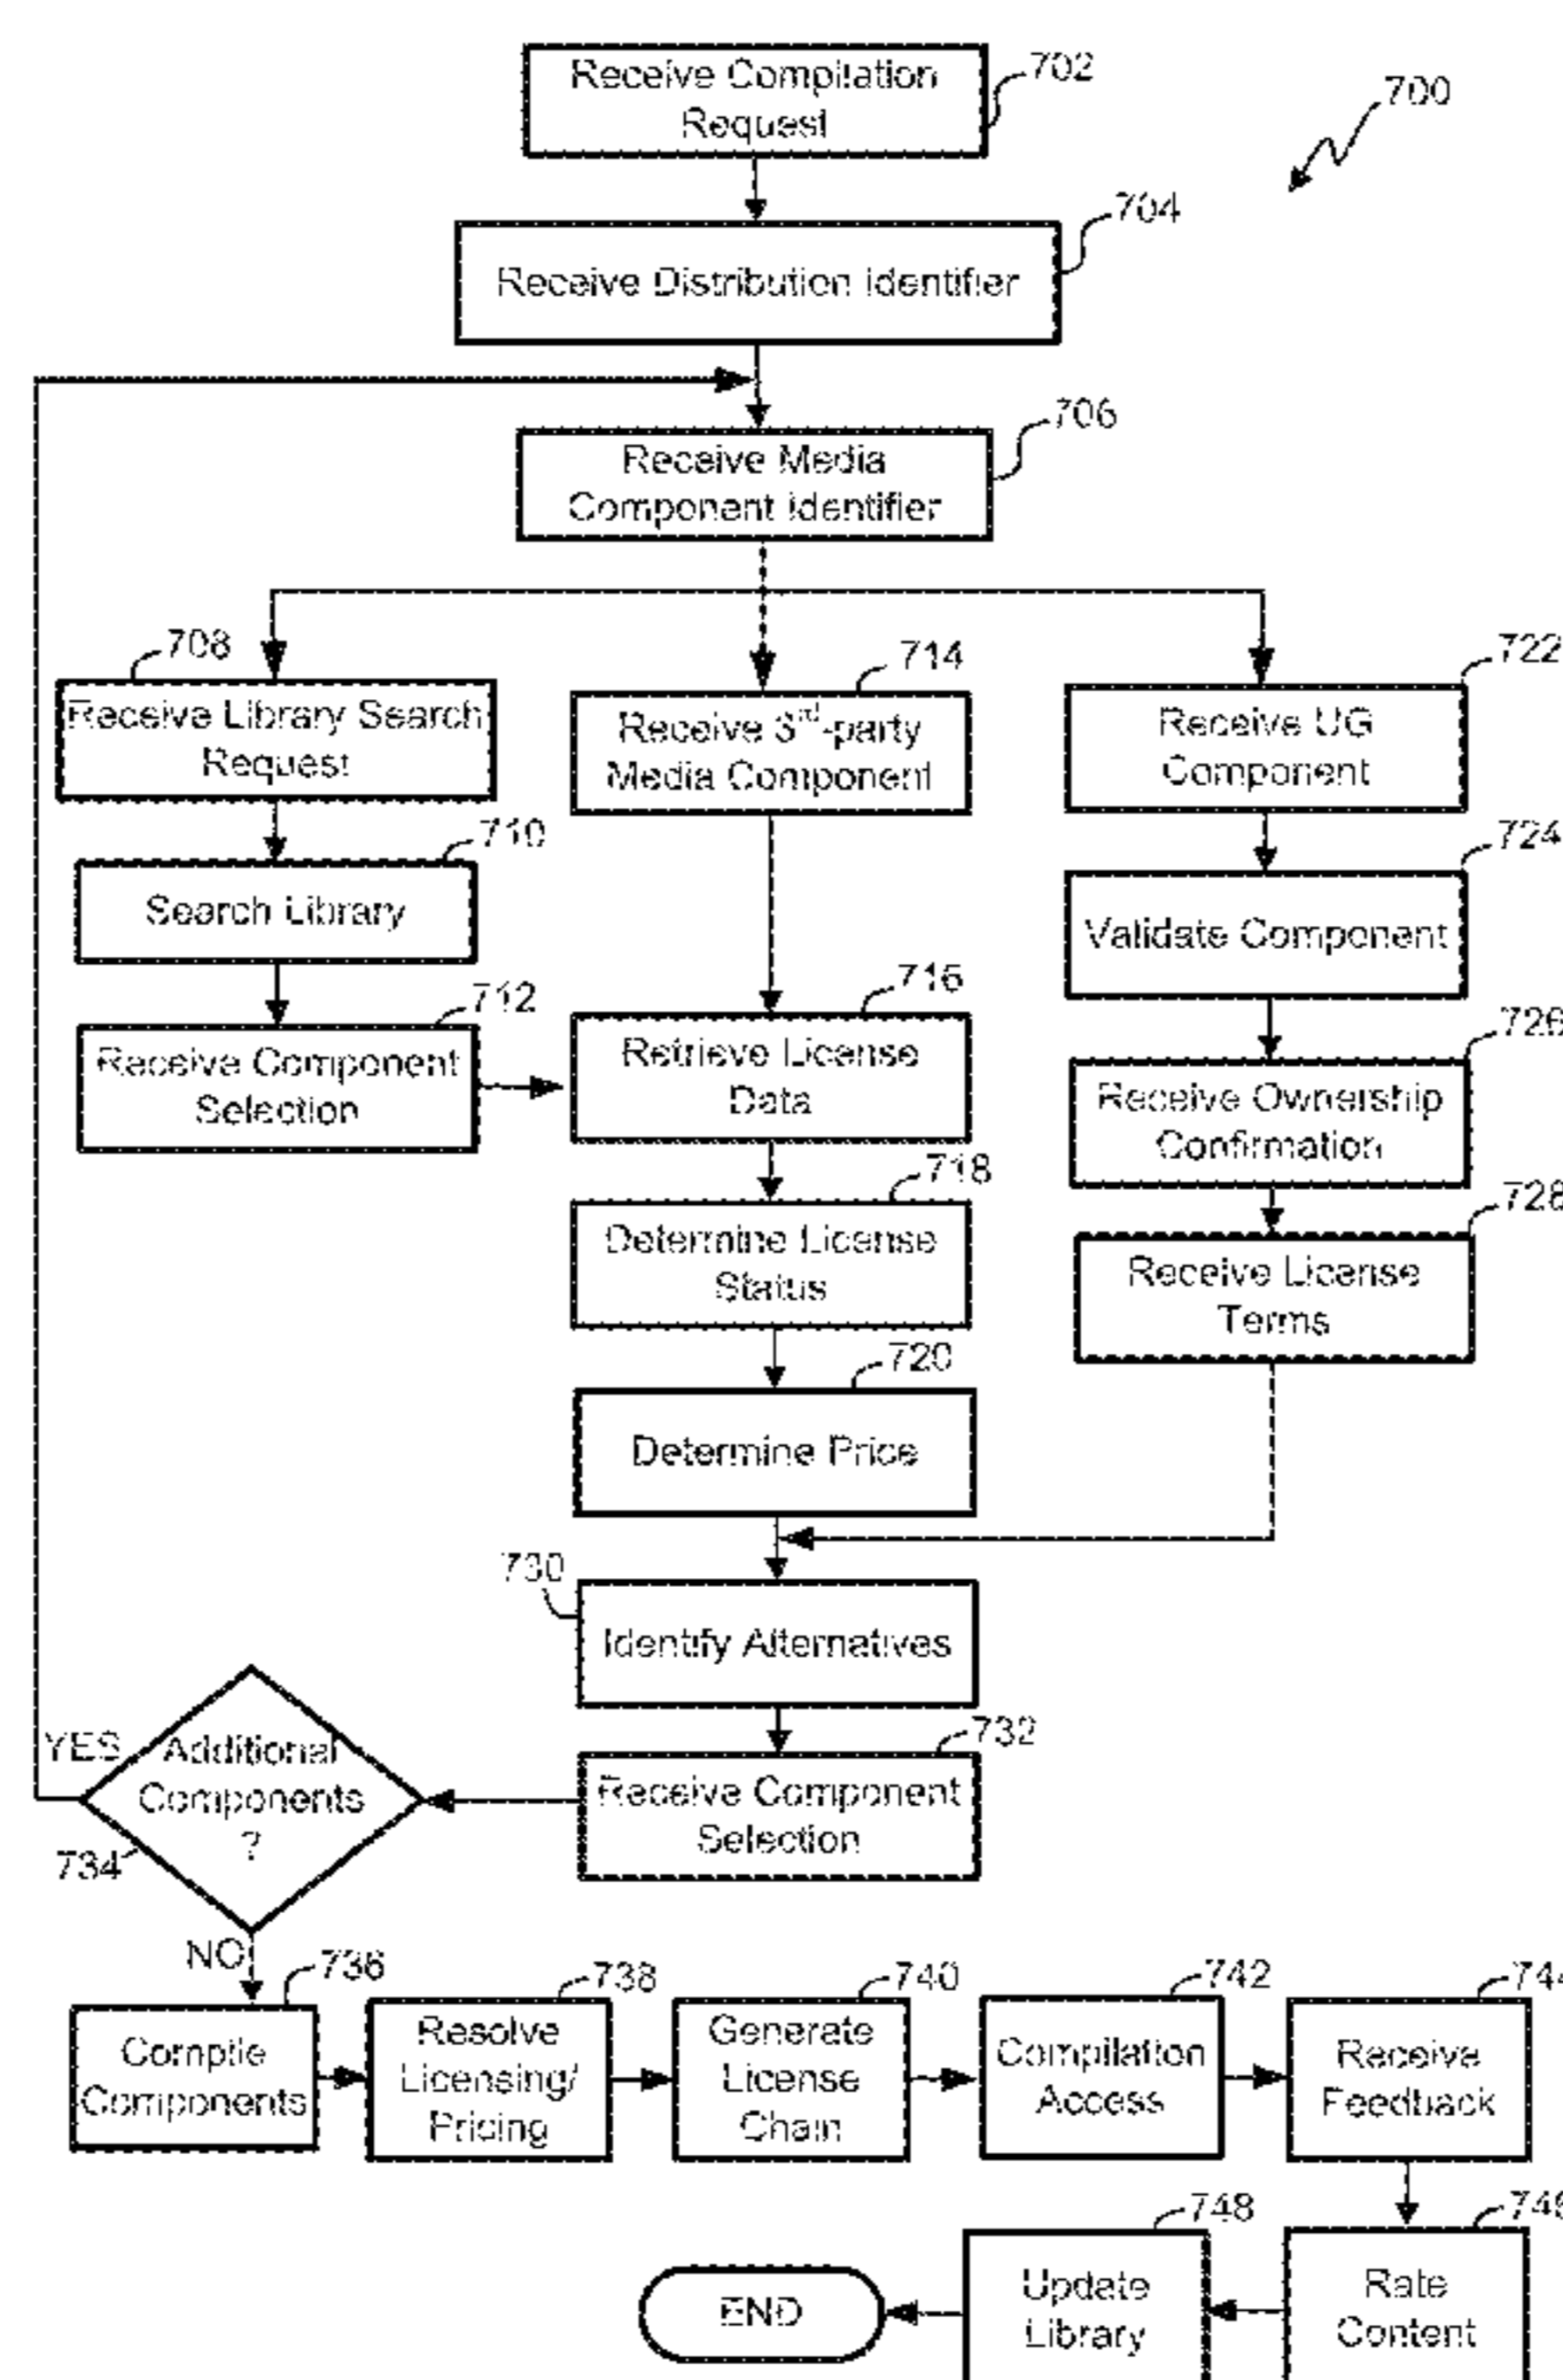 Receive Compilation
Request
702
700
Receive Distribution Identifier
704
Receive Media
Component Identifier
706
708
Receive Library Search
Request
710
Search Library
712
Receive Component
Selection
714
Receive 3rd-party
Media Component
716
Retrieve License
Data
718
Determine License
Status
720
Determine Price
722
Receive UG
Component
724
Validate Component
726
Receive Ownership
Confirmation
728
Receive License
Terms
730
Identify Alternatives
732
Receive Component
Selection
YES
Additional
Components
?
734
NO
736
Compile
Components
738
Resolve
Licensing/
Pricing
740
Generate
License
Chain
742
Compilation
Access
744
Receive
Feedback
746
Rate
Content
748
Update
Library
END